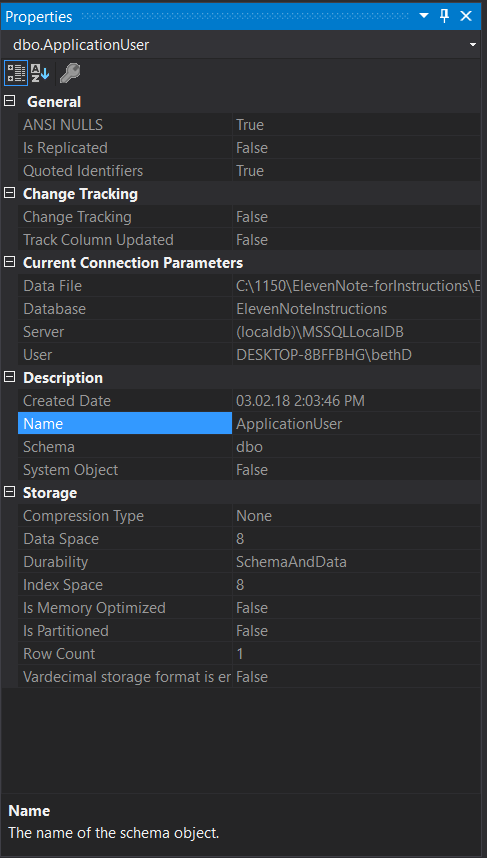 Properties
dbo.ApplicationUser
General
ANSI NULLS True
Is Replicated False
Quoted Identifiers True
Change Tracking
Change Tracking False
Track Column Updated False
Current Connection Parameters
Data File C:\1150\ElevenNote-forInstructions\E
Database ElevenNoteInstructions
Server (localdb)\MSSQLLocalDB
User DESKTOP-8BFFBHG\bethD
Description
Created Date 03.02.18 2:03:46 PM
Name ApplicationUser
Schema dbo
System Object False
Storage
Compression Type None
Data Space 8
Durability SchemaAndData
Index Space 8
Is Memory Optimized False
Is Partitioned False
Row Count 1
Vardecimal storage format is er False
Name
The name of the schema object.